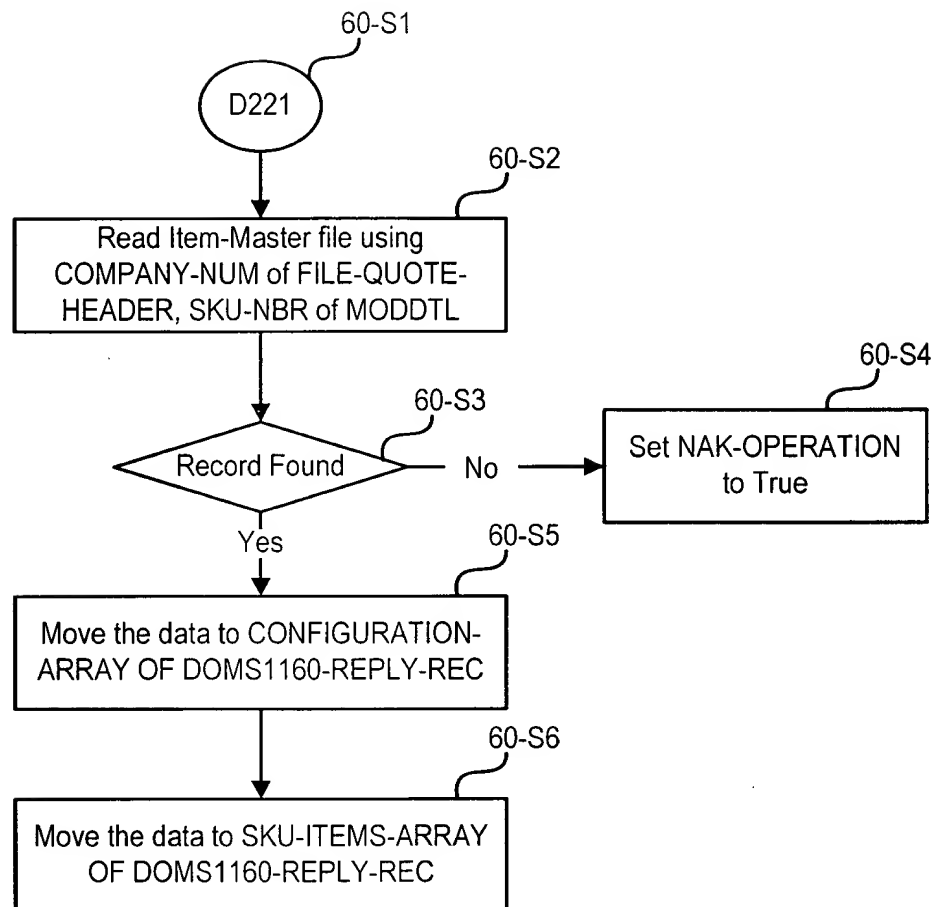 60-S1
D221
60-S2
Read Item-Master file using
COMPANY-NUM of FILE-QUOTE-
HEADER, SKU-NBR of MODDTL
60-S3
Record Found
No
60-S4
Set NAK-OPERATION
to True
Yes
60-S5
Move the data to CONFIGURATION-
ARRAY OF DOMS1160-REPLY-REC
60-S6
Move the data to SKU-ITEMS-ARRAY
OF DOMS1160-REPLY-REC